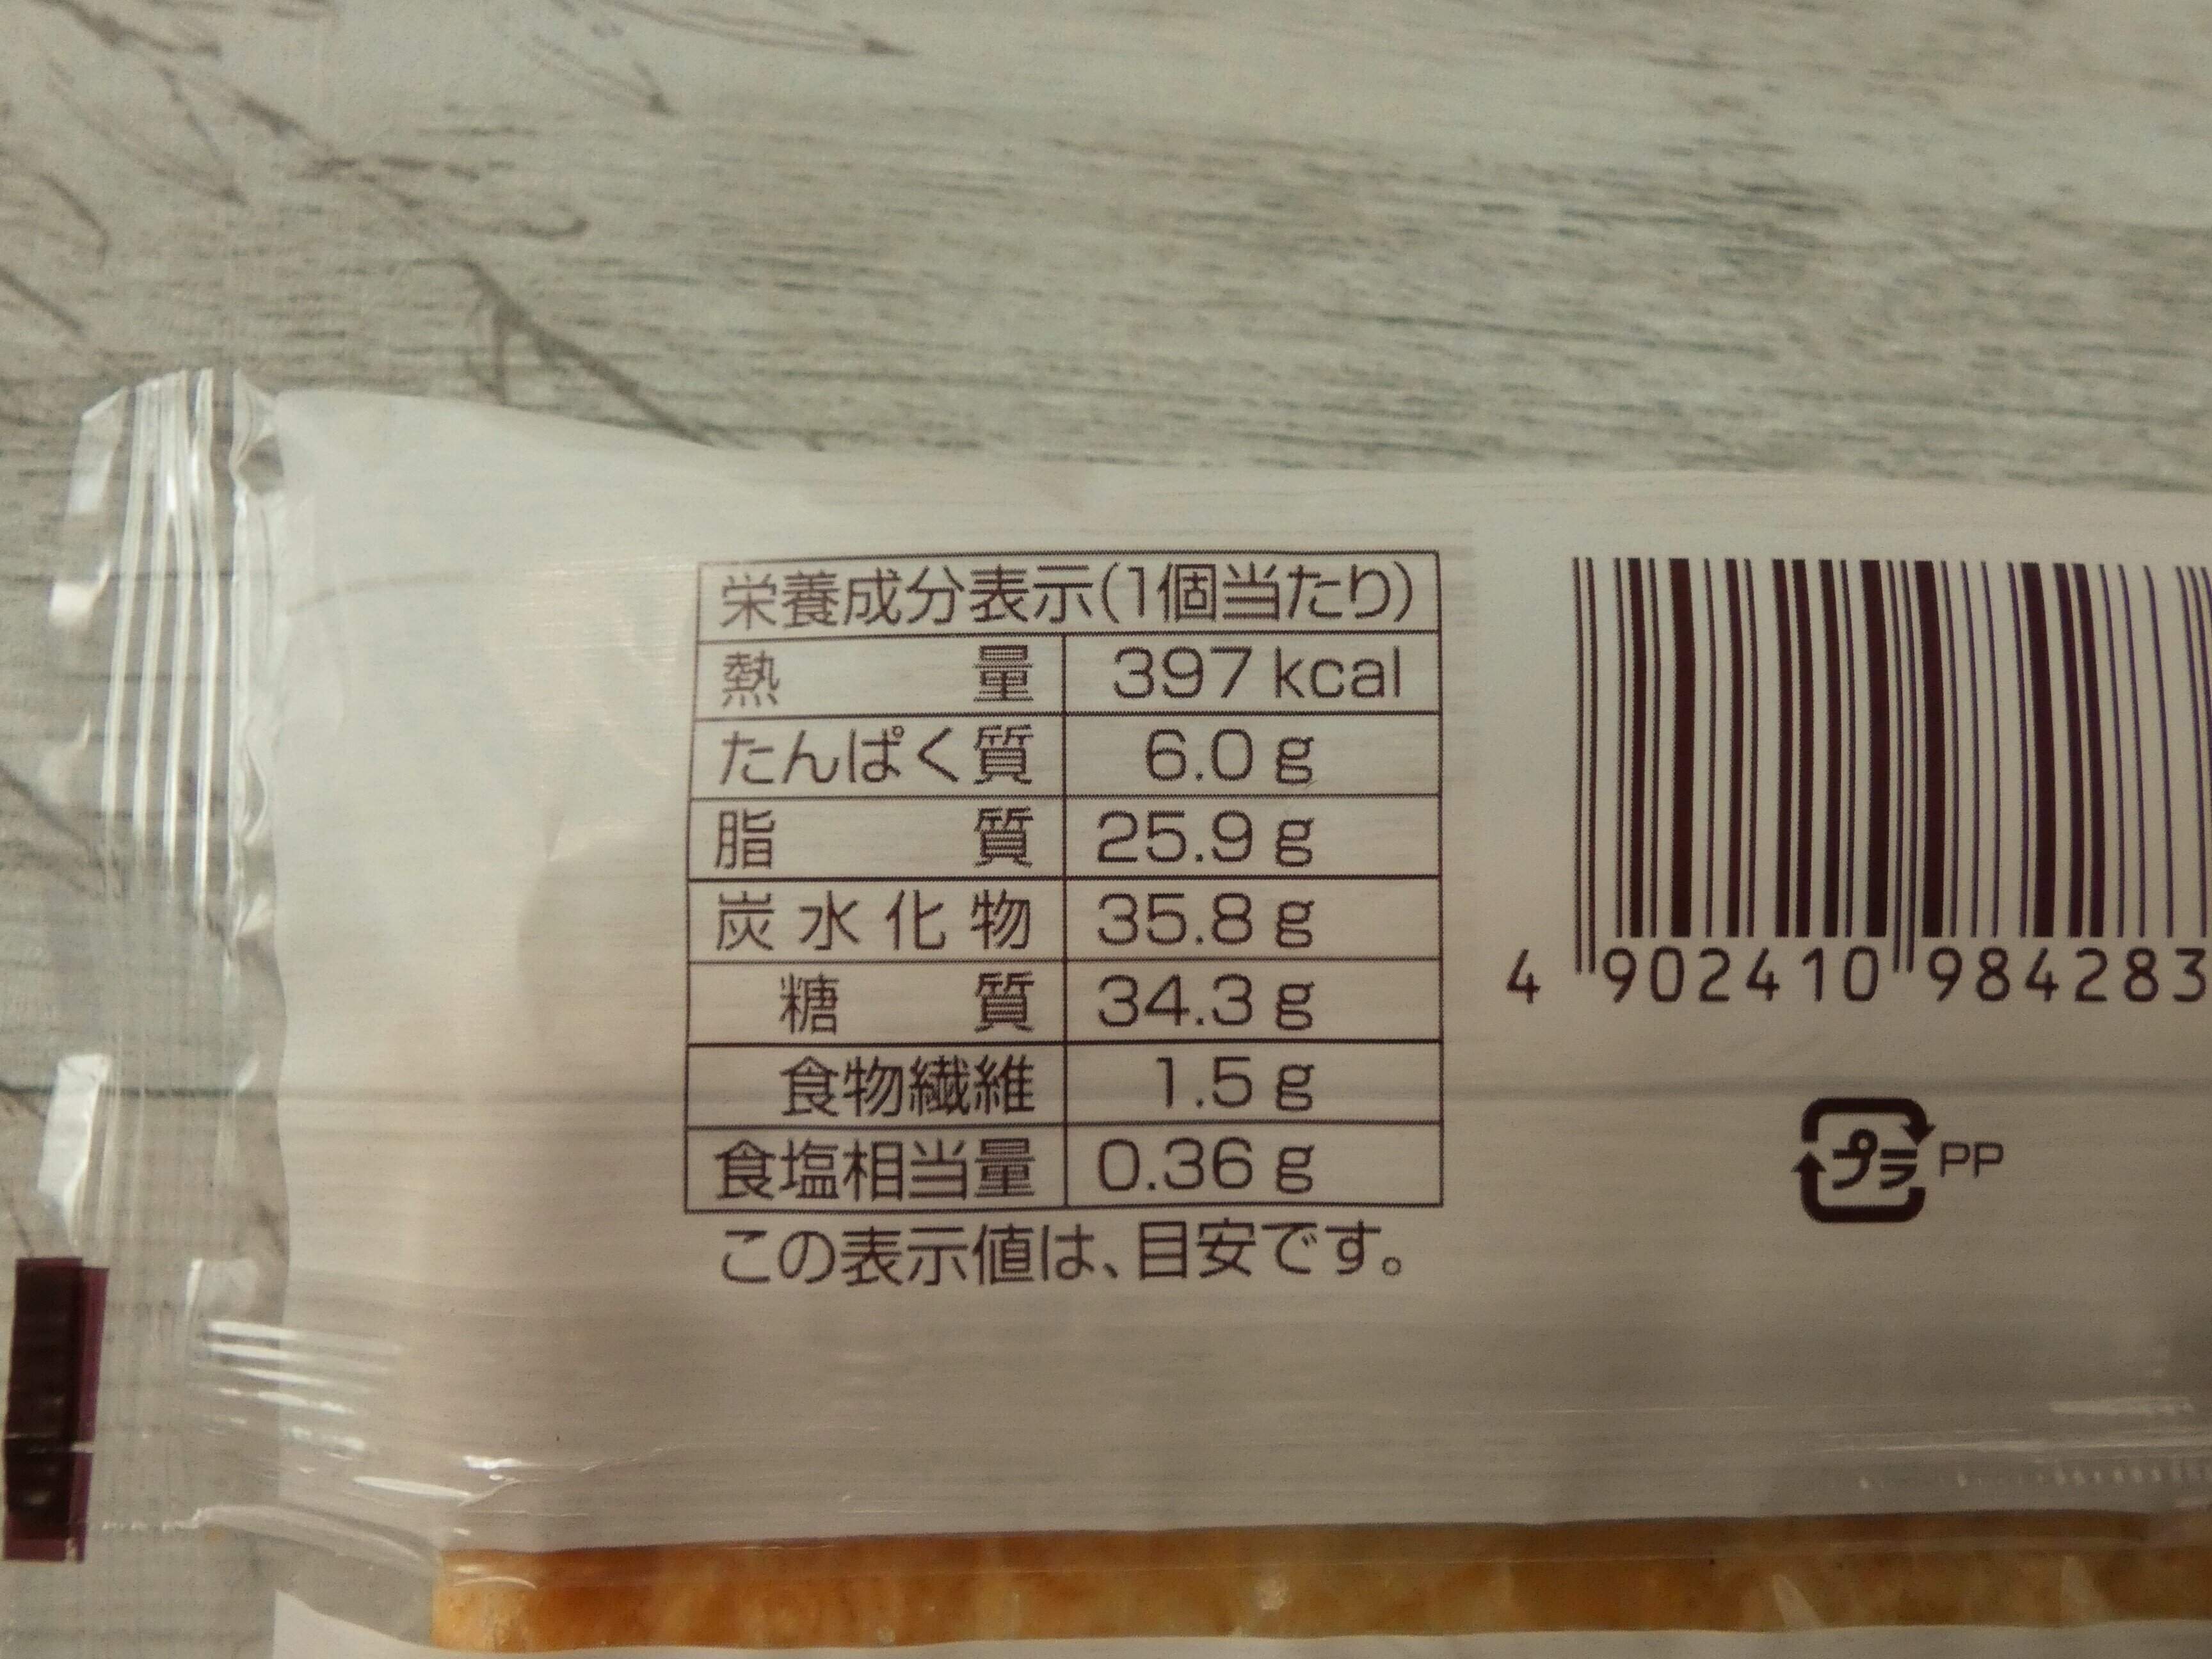 栄養成分表示(1個当たり)
熱量 397 kcal
たんぱく質 6.0 g
脂質 25.9 g
炭水化物 35.8 g
糖質 34.3 g
食物繊維 1.5 g
食塩相当量 0.36 g
この表示値は、目安です。
4 902410 984283
プラ PP